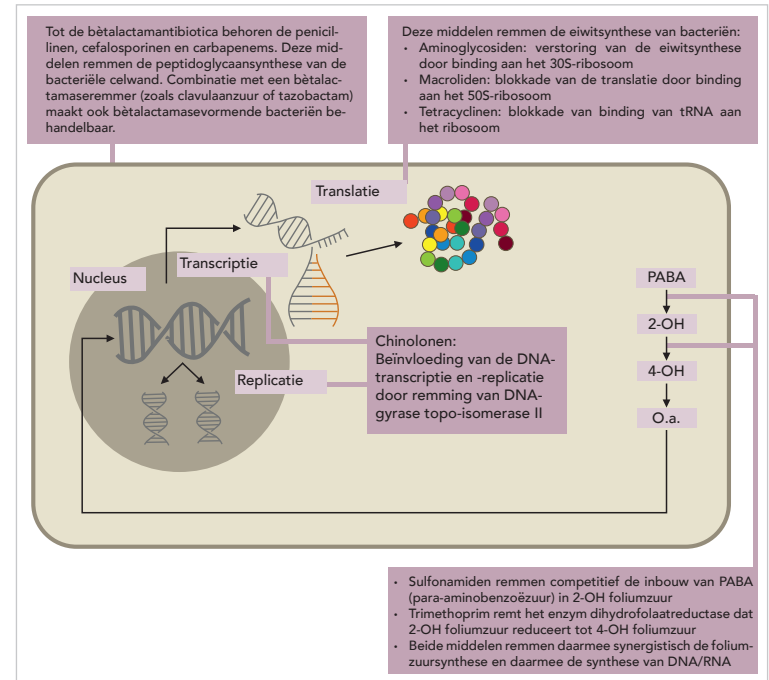 Tot de bètalactamantibiotica behoren de penicil-
linen, cefalosporinen en carbapenems. Deze mid-
delen remmen de peptidoglycaansynthese van de
bacteriële celwand. Combinatie met een bètalac-
tamaseremmer (zoals clavulaanzuur of tazobactam)
maakt ook bètalactamasevormende bacteriën be-
handelbaar.
Deze middelen remmen de eiwitsynthese van bacteriën:
• Aminoglycosiden: verstoring van de eiwitsynthese
door binding aan het 30S-ribosoom
• Macroliden: blokkade van de translatie door binding
aan het 50S-ribosoom
• Tetracyclinen: blokkade van binding van tRNA aan
het ribosoom
Translatie
Transcriptie
Nucleus
PABA
2-OH
4-OH
O.a.
Chinolonen:
Beïnvloeding van de DNA-
transcriptie en -replicatie
door remming van DNA-
gyrase topo-isomerase II
Replicatie
• Sulfonamiden remmen competitief de inbouw van PABA
(para-aminobenzoëzuur) in 2-OH foliumzuur
• Trimethoprim remt het enzym dihydrofolaatreductase dat
2-OH foliumzuur reduceert tot 4-OH foliumzuur
• Beide middelen remmen daarmee synergistisch de folium-
zuursynthese en daarmee de synthese van DNA/RNA